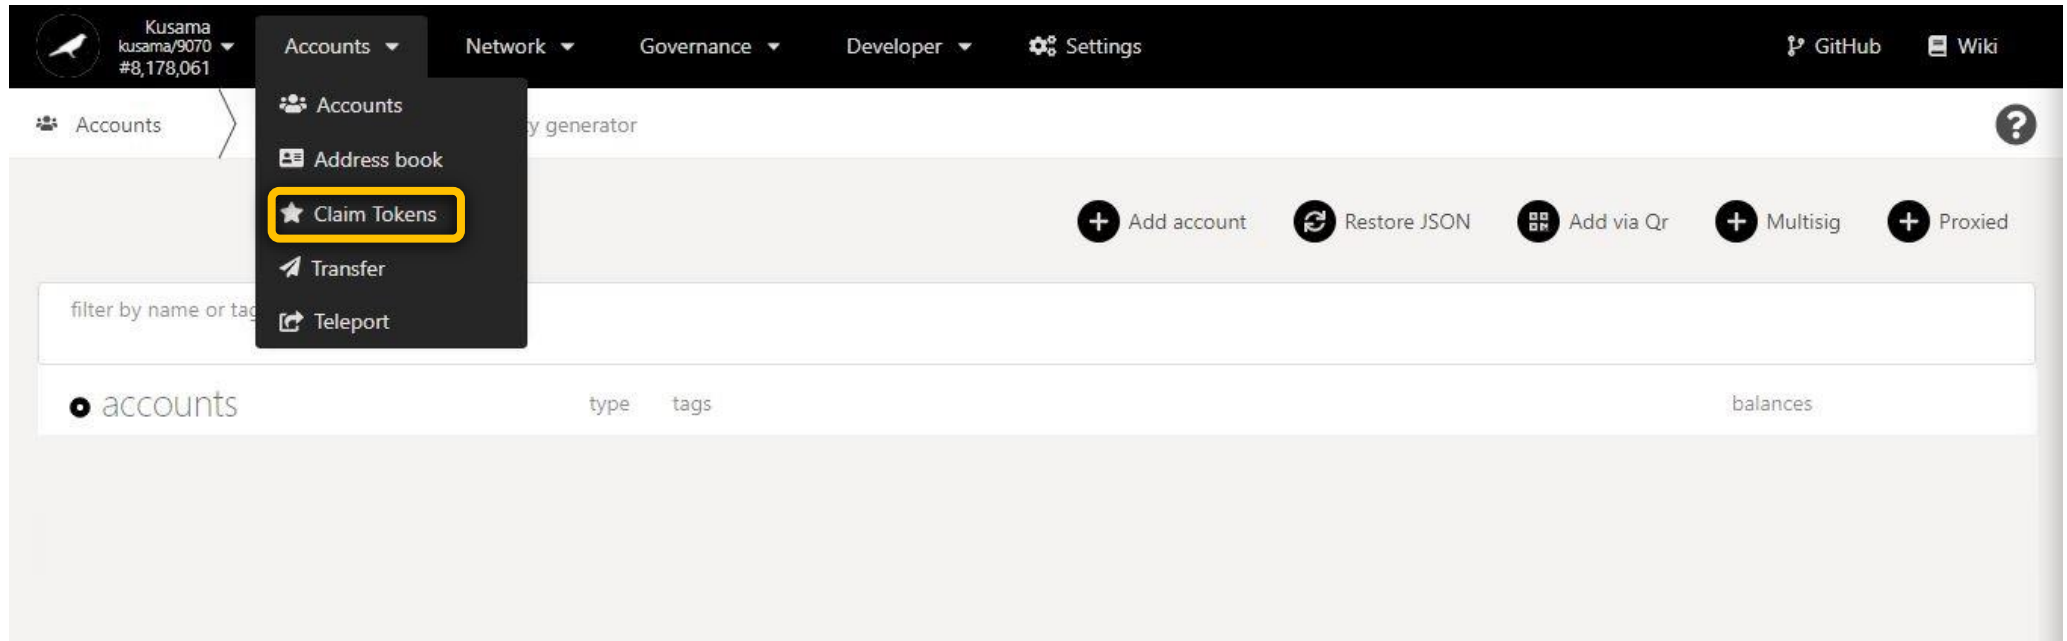 Kusama
kusama/9070
#8,178,061
Accounts
Network
Governance
Developer
Settings
GitHub
Wiki
Accounts
generator
Accounts
Address book
Claim Tokens
Transfer
Teleport
Add account
Restore JSON
Add via Qr
Multisig
Proxied
filter by name or
accounts
type
tags
balances